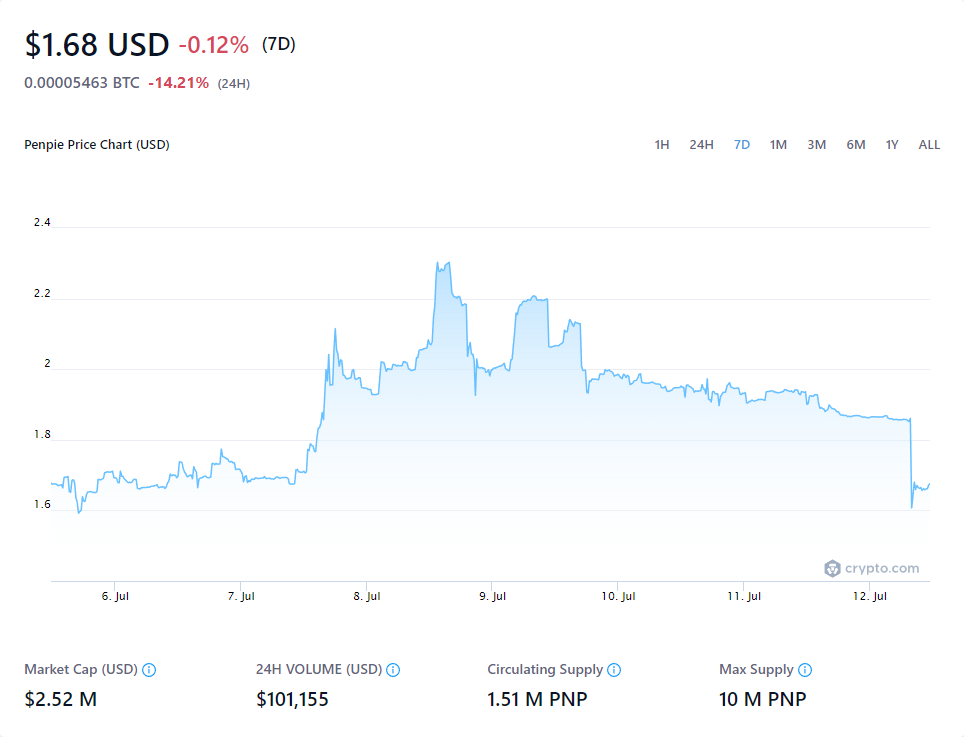 $1.68 USD -0.12% (7D)
0.00005463 BTC -14.21% (24H)
Penpie Price Chart (USD) 1H 24H 7D 1M 3M 6M 1Y ALL
2.4
2.2
2
1.8
1.6
crypto.com
6. Jul 7. Jul 8. Jul 9. Jul 10. Jul 11. Jul 12. Jul
Market Cap (USD) 24H VOLUME (USD) Circulating Supply Max Supply
$2.52 M $101,155 1.51 M PNP 10 M PNP